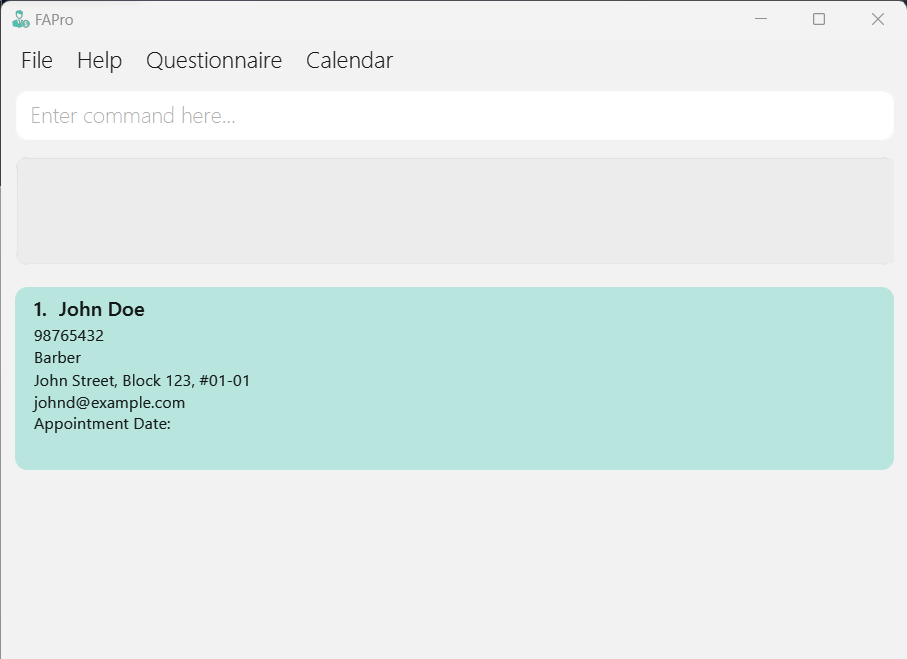 FAPro
File Help Questionnaire Calendar
Enter command here...
1. John Doe
98765432
Barber
John Street, Block 123, #01-01
johnd@example.com
Appointment Date: